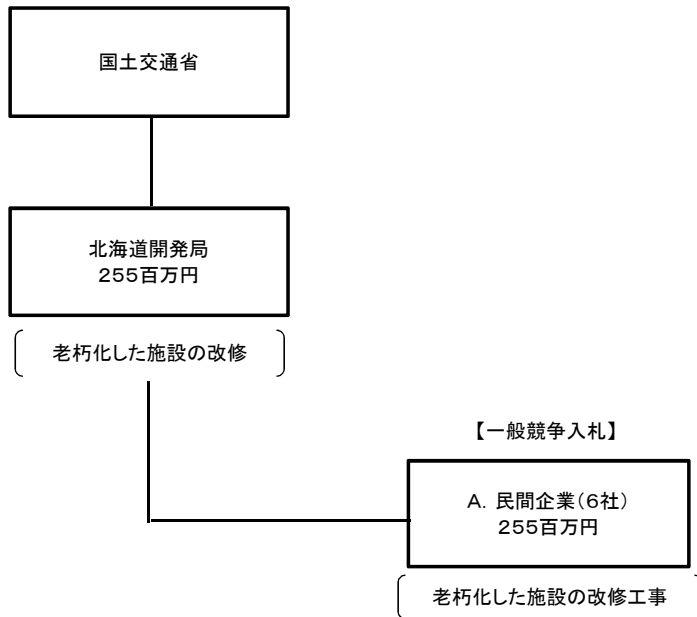 国土交通省
北海道開発局
255百万円
老朽化した施設の改修
【一般競争入札】
A．民間企業(6社)
255百万円
老朽化した施設の改修工事